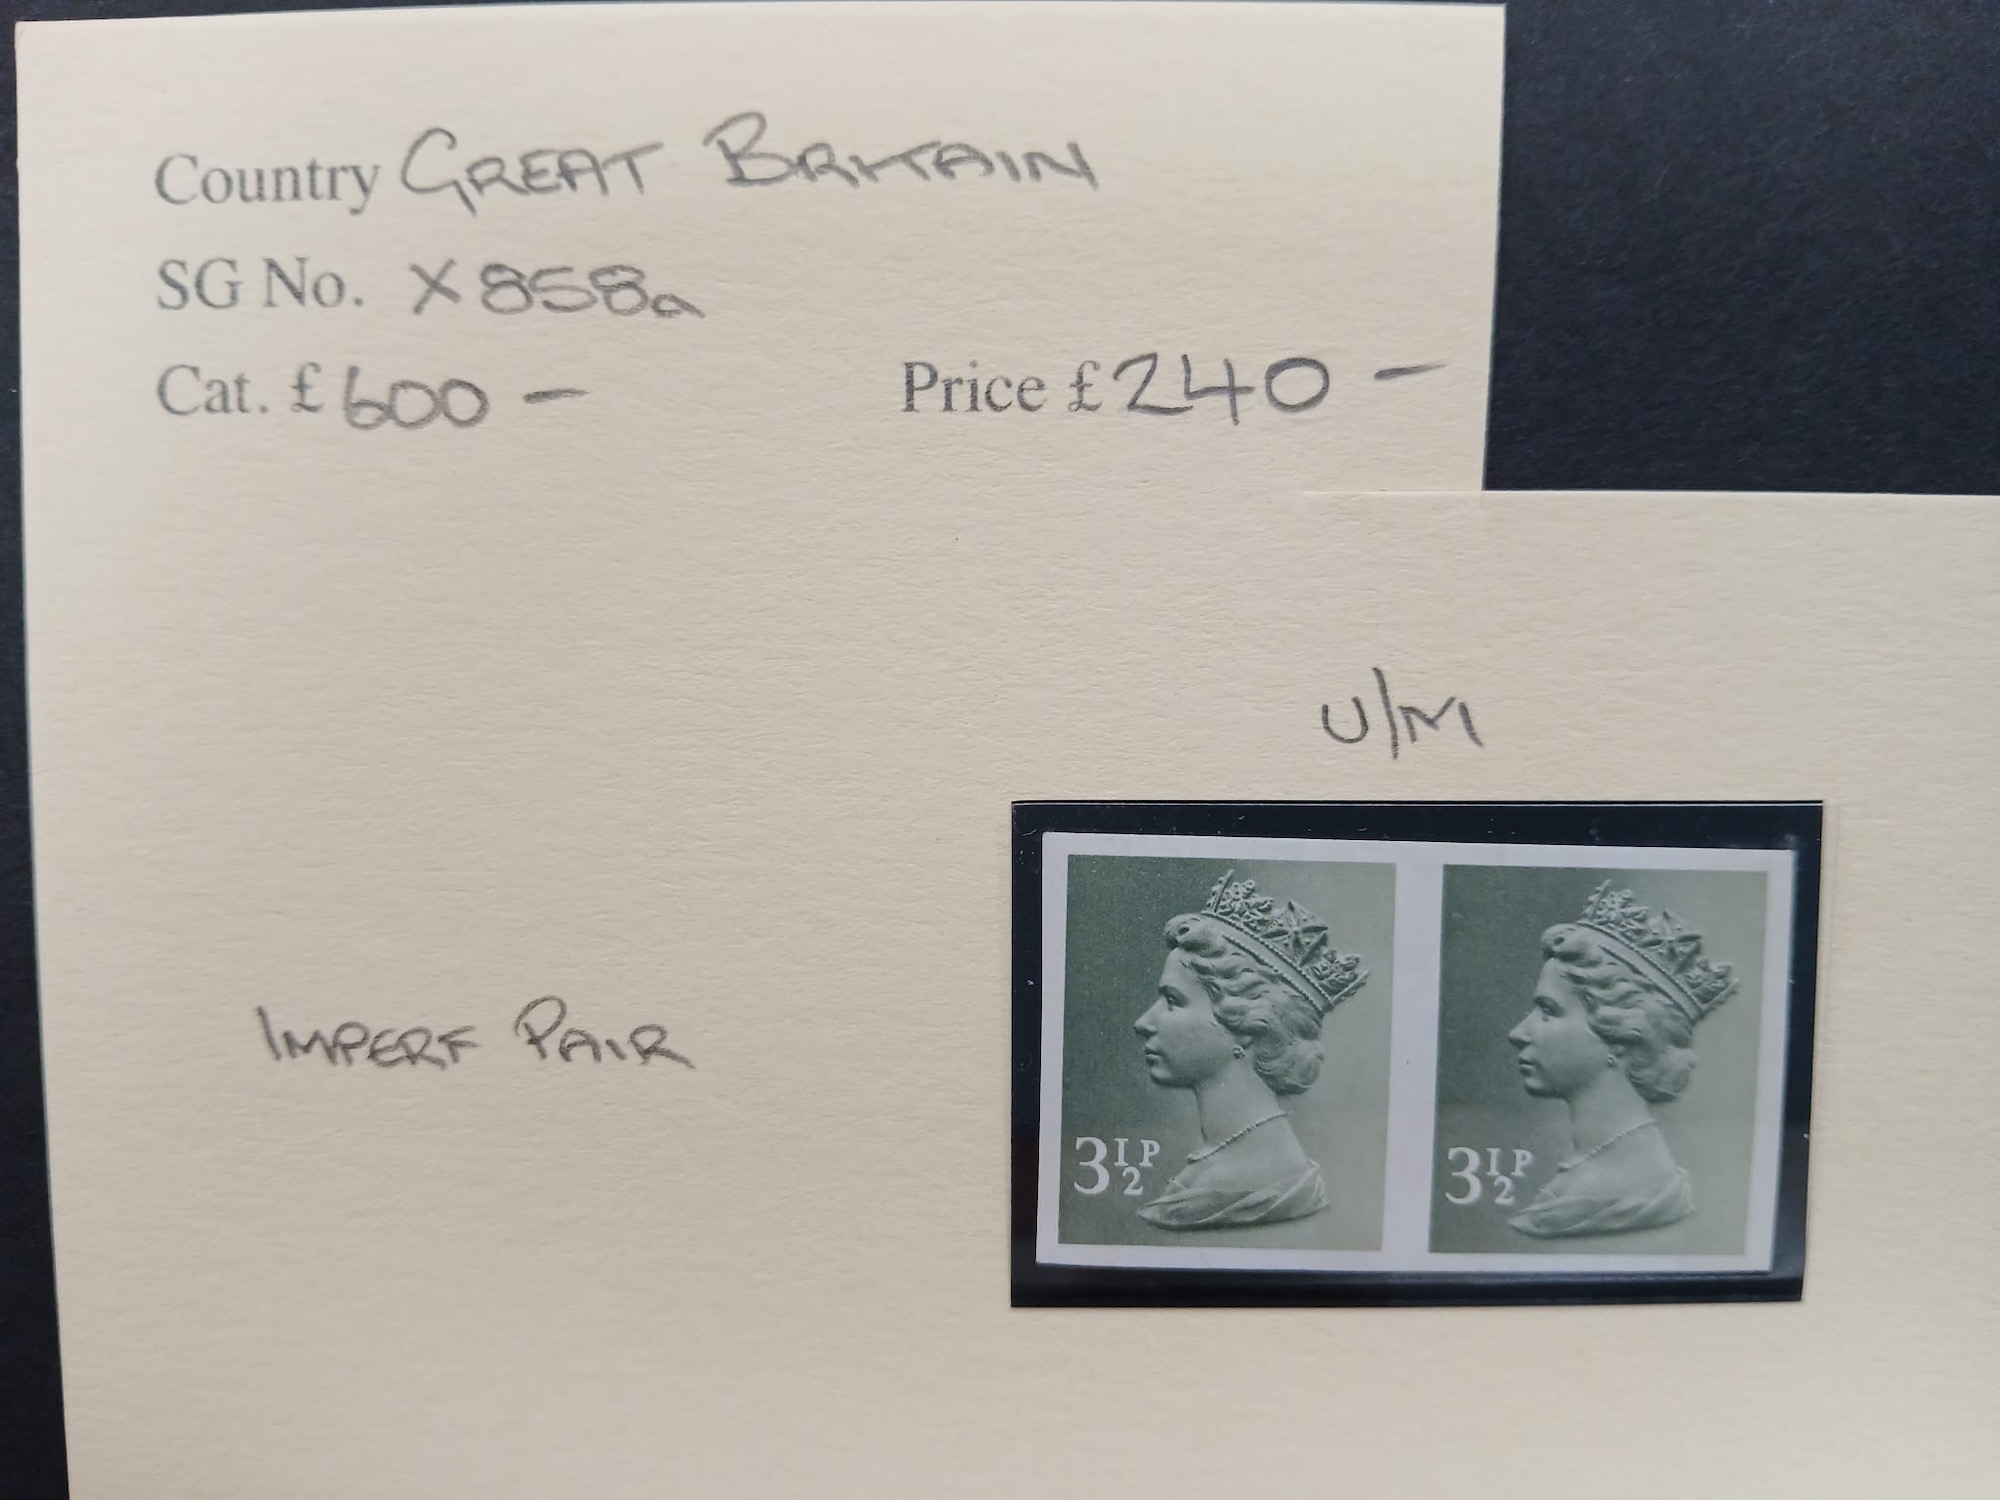 Country GREAT BRITAIN
SG No. X858a
Cat. £600 —
Price £240 —
U/M
IMPERF PAIR
3½P
3½P